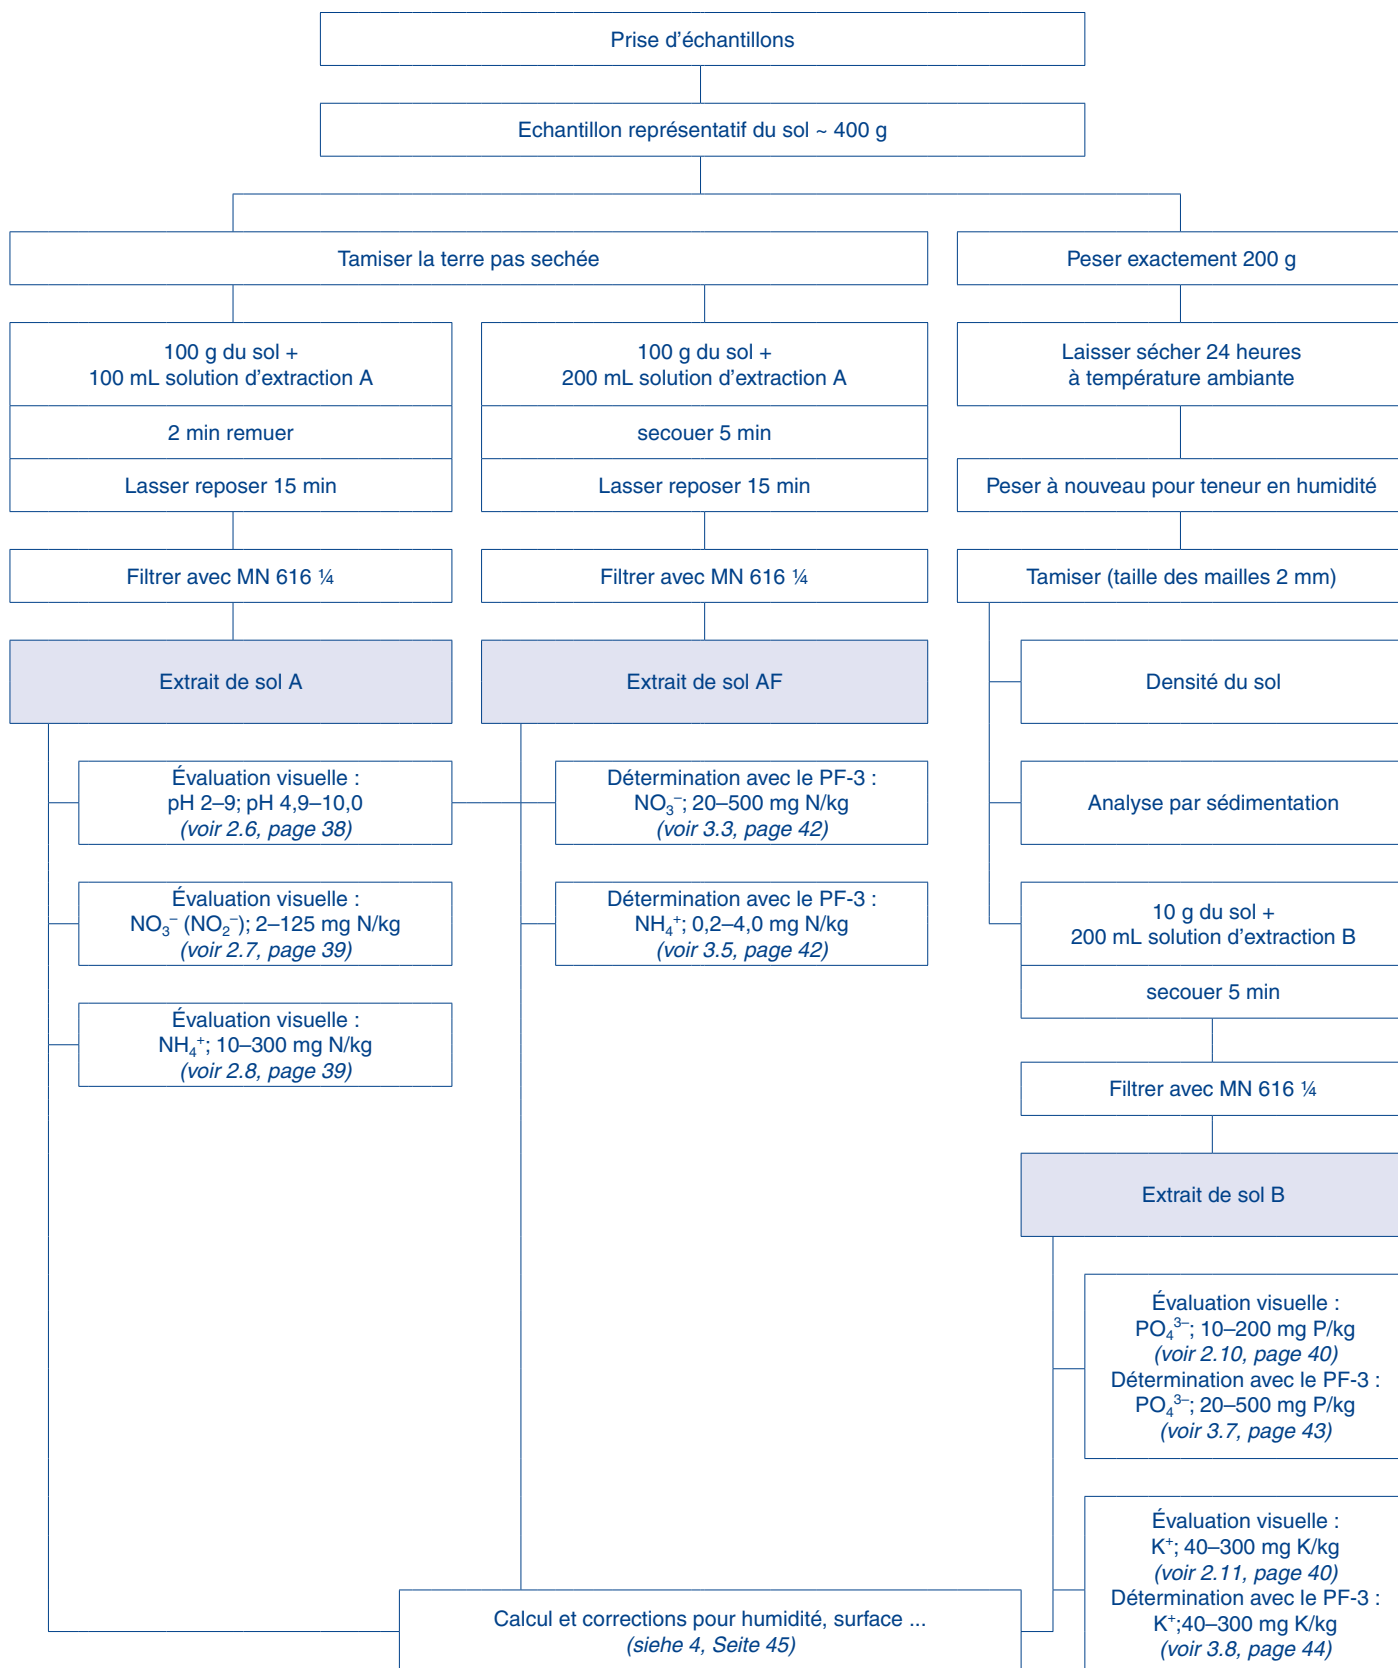 Prise d'échantillons
Echantillon représentatif du sol ~ 400 g
Tamiser la terre pas sechée
Peser exactement 200 g
100 g du sol +
100 mL solution d'extraction A
2 min remuer
Lasser reposer 15 min
100 g du sol +
200 mL solution d'extraction A
secouer 5 min
Lasser reposer 15 min
Laisser sécher 24 heures
à température ambiante
Peser à nouveau pour teneur en humidité
Filtrer avec MN 616 ¼
Filtrer avec MN 616 ¼
Tamiser (taille des mailles 2 mm)
Extrait de sol A
Extrait de sol AF
Densité du sol
Évaluation visuelle :
pH 2–9; pH 4,9–10,0
(voir 2.6, page 38)
Détermination avec le PF-3 :
NO₃⁻; 20–500 mg N/kg
(voir 3.3, page 42)
Analyse par sédimentation
Évaluation visuelle :
NO₃⁻ (NO₂⁻); 2–125 mg N/kg
(voir 2.7, page 39)
Détermination avec le PF-3 :
NH₄⁺; 0,2–4,0 mg N/kg
(voir 3.5, page 42)
10 g du sol +
200 mL solution d'extraction B
secouer 5 min
Évaluation visuelle :
NH₄⁺; 10–300 mg N/kg
(voir 2.8, page 39)
Filtrer avec MN 616 ¼
Extrait de sol B
Évaluation visuelle :
PO₄³⁻; 10–200 mg P/kg
(voir 2.10, page 40)
Détermination avec le PF-3 :
PO₄³⁻; 20–500 mg P/kg
(voir 3.7, page 43)
Évaluation visuelle :
K⁺; 40–300 mg K/kg
(voir 2.11, page 40)
Détermination avec le PF-3 :
K⁺;40–300 mg K/kg
(voir 3.8, page 44)
Calcul et corrections pour humidité, surface ...
(siehe 4, Seite 45)